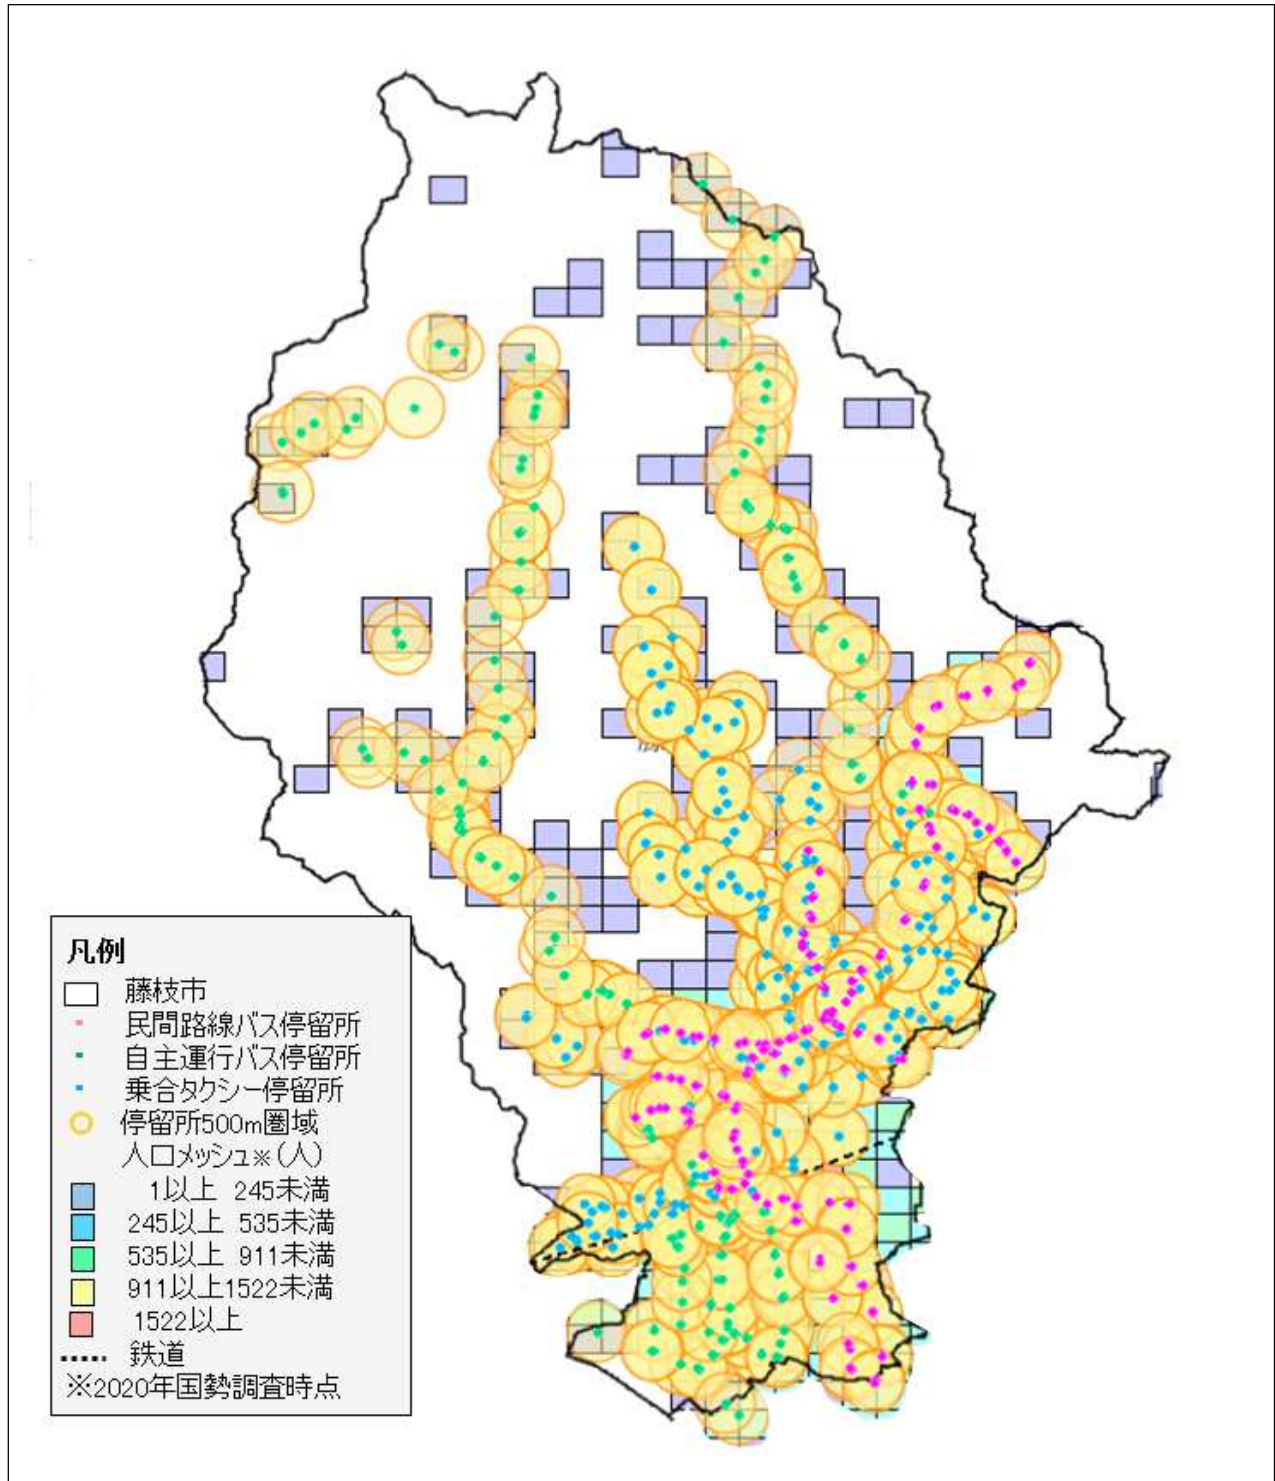 凡例
藤枝市
民間路線バス停留所
自主運行バス停留所
乗合タクシー停留所
停留所500m圏域
人口メッシュ※(人)
1以上 245未満
245以上 535未満
535以上 911未満
911以上1522未満
1522以上
鉄道
※2020年国勢調査時点